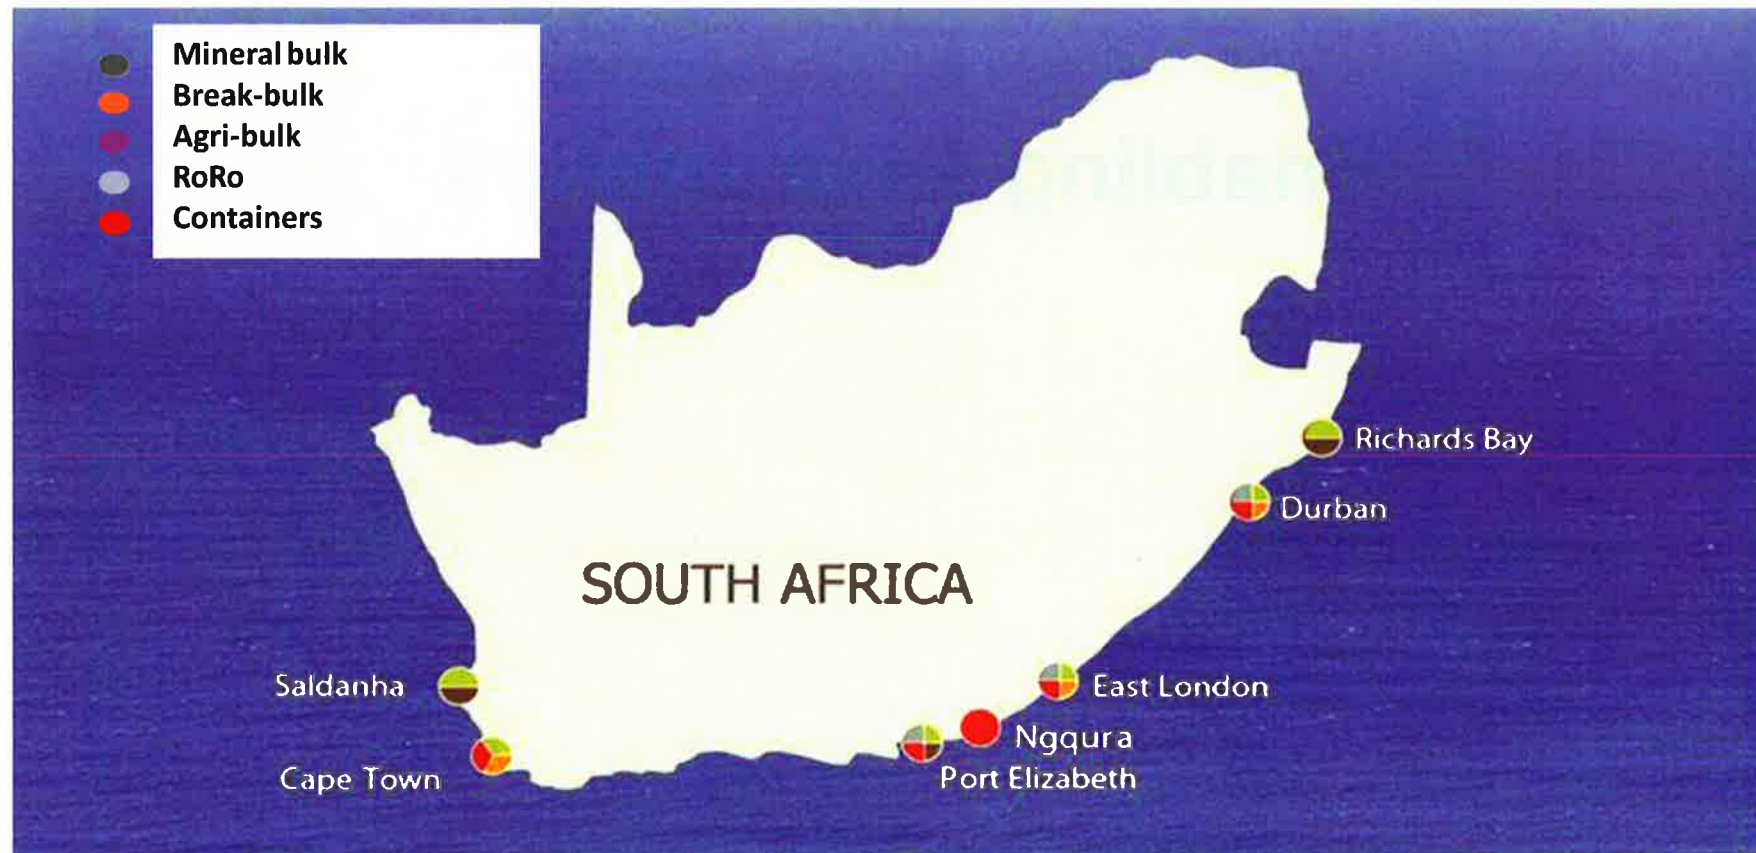 Mineral bulk
Break-bulk
Agri-bulk
RoRo
Containers
Richards Bay
Durban
SOUTH AFRICA
Saldanha
East London
Ngqura
Cape Town
Port Elizabeth